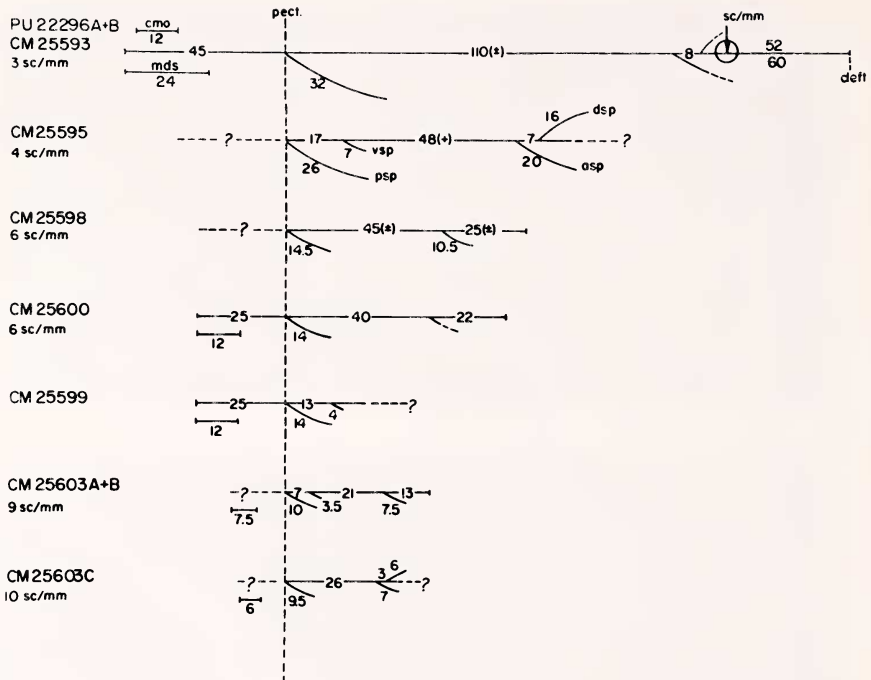 pect.
PU 22296A+B
cmo
12
sc/mm
CM 25593
45
110(±)
8
52
60
3 sc/mm
mds
24
32
cleft
CM 25595
4 sc/mm
?
17
7
vsp
48(+)
7
16
dsp
?
26
psp
20
asp
CM 25598
6 sc/mm
?
45(±)
25(±)
14.5
10.5
CM 25600
6 sc/mm
25
40
22
12
14
CM 25599
25
13
?
12
14
4
CM 25603A+B
9 sc/mm
?
7
21
13
7.5
10
3.5
7.5
CM 25603C
10 sc/mm
?
26
3
6
?
6
9.5
7